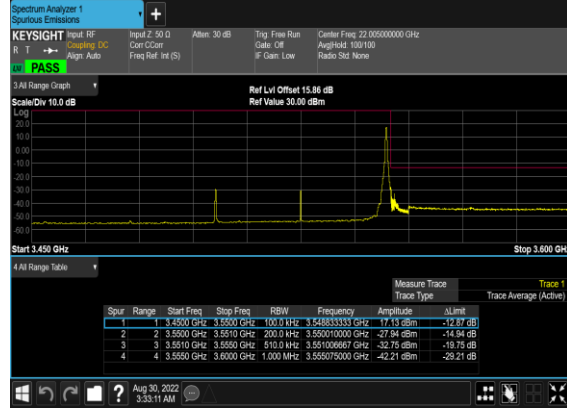 Spectrum Analyzer 1
Spurious Emissions
+
KEYSIGHT Input: RF Input Z: 50 Ω Atten: 30 dB Trig: Free Run Center Freq: 22.005000000 GHz
R T Coupling: DC Corr CCorr Gate: Off Avg|Hold: 100/100
Align: Auto Freq Ref: Int (S) IF Gain: Low Radio Std: None
PASS
3 All Range Graph
Ref Lvl Offset 15.86 dB
Scale/Div 10.0 dB Ref Value 30.00 dBm
Log
20.0
10.0
0.00
-10.0
-20.0
-30.0
-40.0
-50.0
-60.0
Start 3.450 GHz Stop 3.600 GHz
4 All Range Table
Measure Trace Trace 1
Trace Type Trace Average (Active)
Spur Range Start Freq Stop Freq RBW Frequency Amplitude ΔLimit
1 1 3.4500 GHz 3.5500 GHz 100.0 kHz 3.548833333 GHz 17.13 dBm -12.87 dB
2 2 3.5500 GHz 3.5510 GHz 200.0 kHz 3.550010000 GHz -27.94 dBm -14.94 dB
3 3 3.5510 GHz 3.5550 GHz 510.0 kHz 3.551006667 GHz -32.75 dBm -19.75 dB
4 4 3.5550 GHz 3.6000 GHz 1.000 MHz 3.555075000 GHz -42.21 dBm -29.21 dB
? Aug 30, 2022
3:33:11 AM